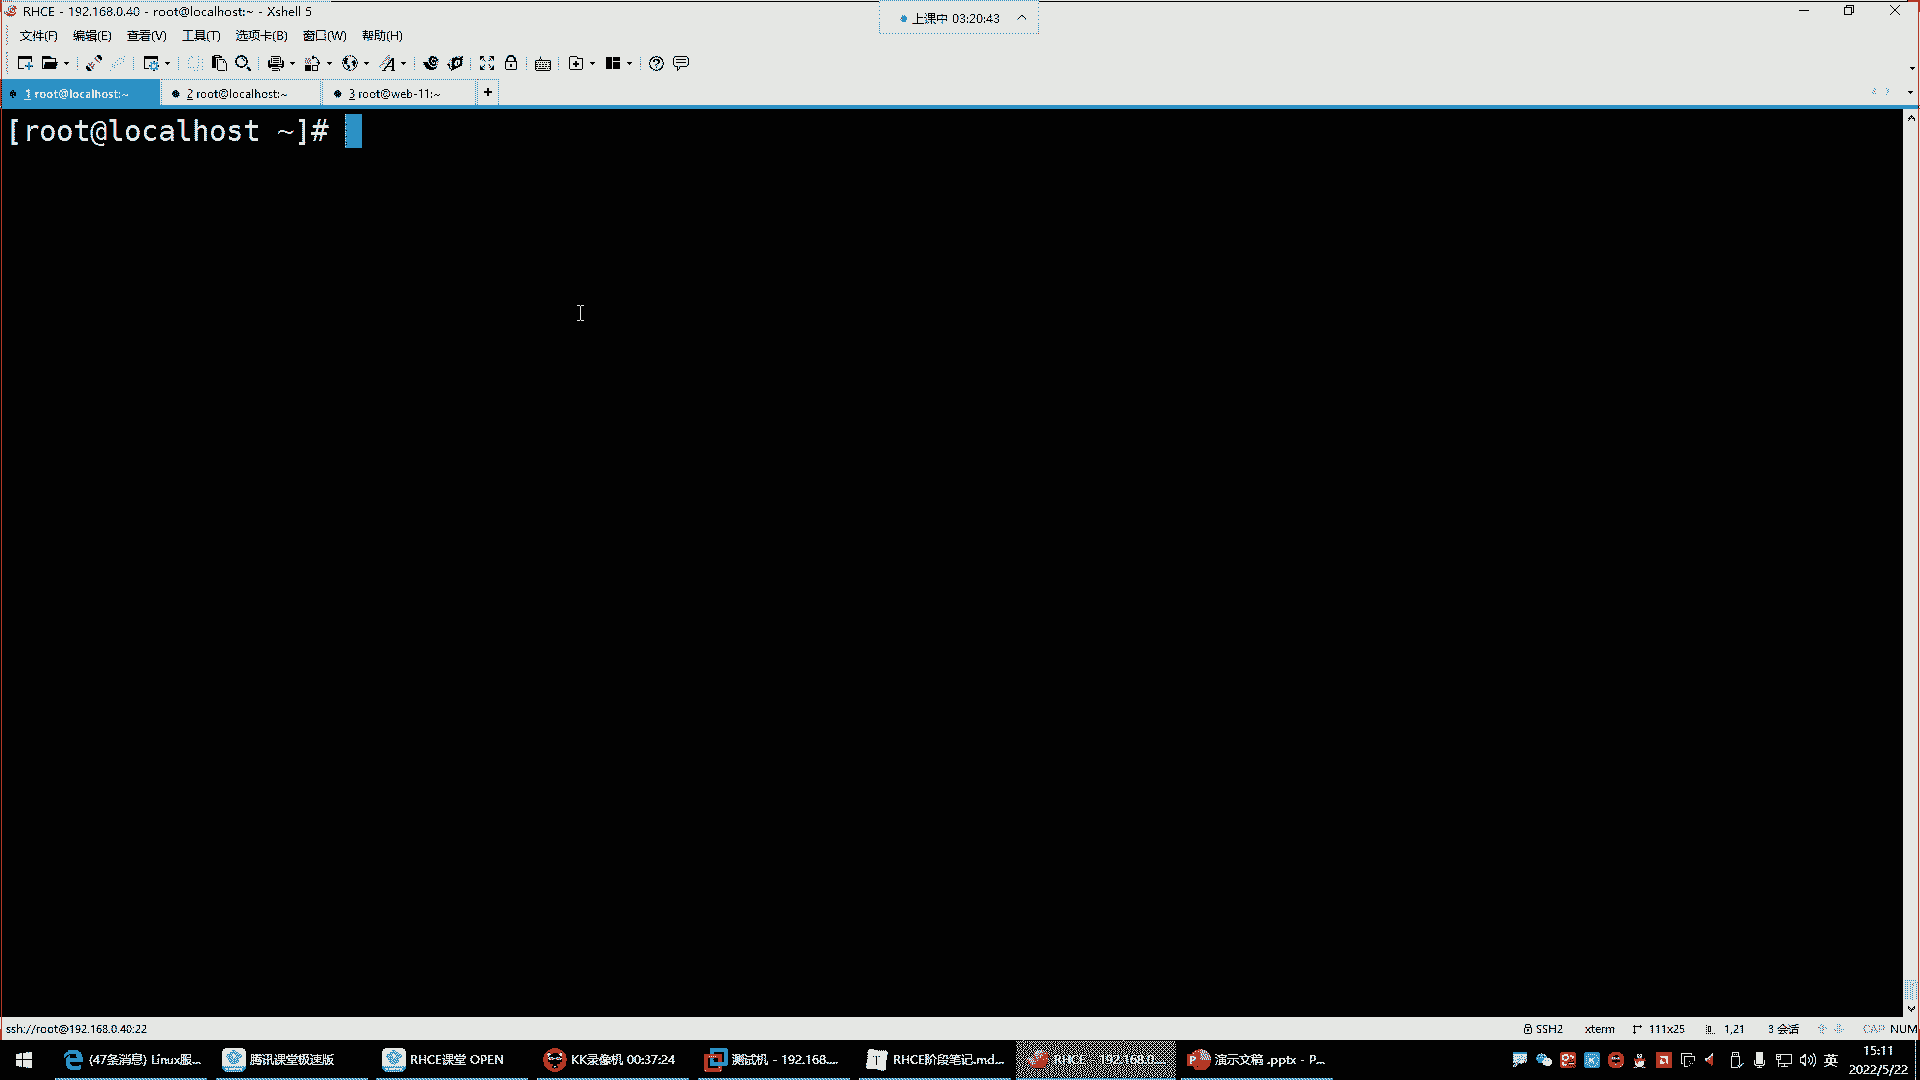 RHCE - 192.168.0.40 - root@localhost:~ - Xshell 5
上课中 03:20:43
文件(F) 编辑(E) 查看(V) 工具(T) 选项卡(B) 窗口(W) 帮助(H)
1 root@localhost:~ 2 root@localhost:~ 3 root@web-11:~ +
[root@localhost ~]#
ssh://root@192.168.0.40:22 SSH2 xterm 111x25 1,21 3 会话 CAP NUM
(47条消息) Linux服... 腾讯课堂极速版 RHCE课堂 OPEN KK录像机 00:37:24 测试机 - 192.168.... RHCE阶段笔记.md... RHCE - 192.168.0.... 演示文稿 .pptx - P... 英 15:11
2022/5/22